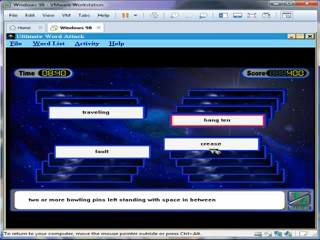 Windows 98 - VMware Workstation
File Edit View VM Tabs Help
Home Windows 98
Ultimate Word Attack
File Word List Activity Help
Time 08:40 Score 400
traveling
hang ten
crease
fault
two or more bowling pins left standing with space in between
To return to your computer, move the mouse pointer outside or press Ctrl+Alt.